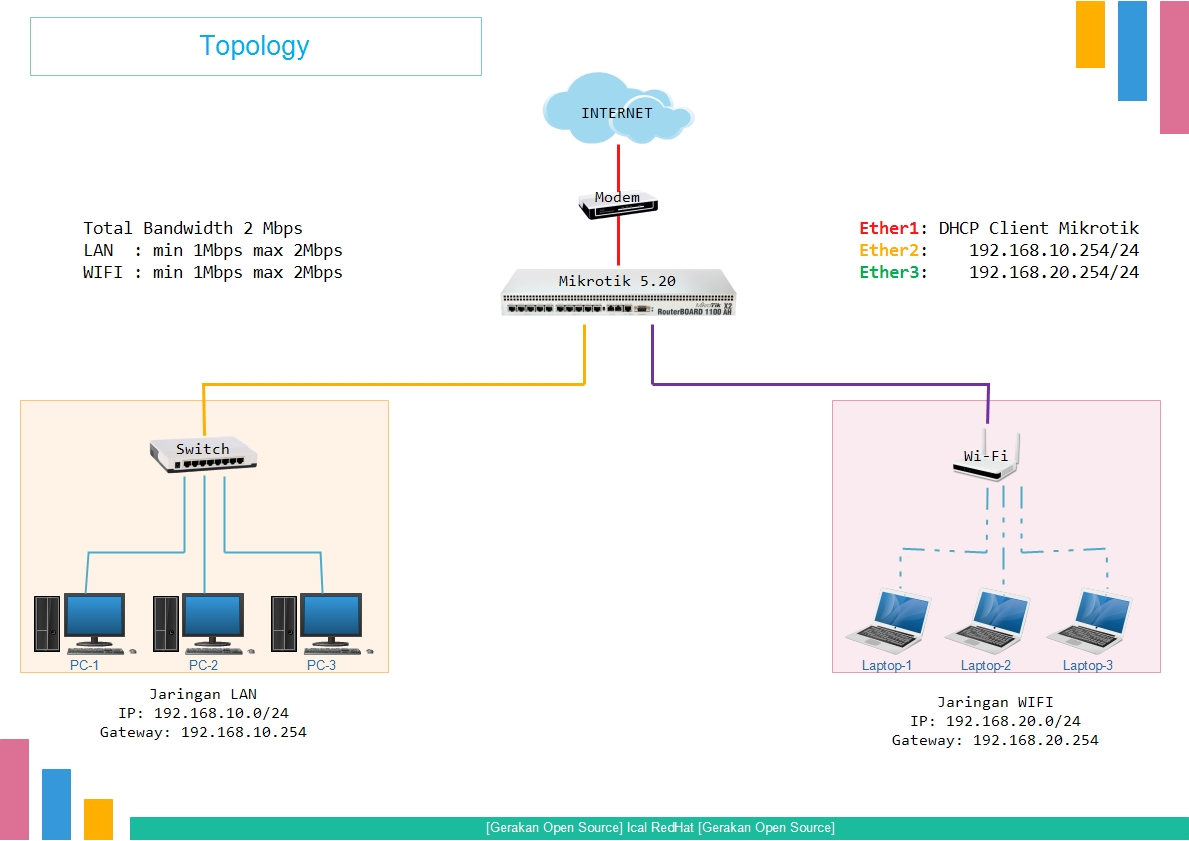 Topology
INTERNET
Modem
Total Bandwidth 2 Mbps
LAN : min 1Mbps max 2Mbps
WIFI : min 1Mbps max 2Mbps
Ether1: DHCP Client Mikrotik
Ether2: 192.168.10.254/24
Ether3: 192.168.20.254/24
Mikrotik 5.20
MikroTik X2
RouterBOARD 1100 AH
Switch
Wi-Fi
PC-1
PC-2
PC-3
Laptop-1
Laptop-2
Laptop-3
Jaringan LAN
IP: 192.168.10.0/24
Gateway: 192.168.10.254
Jaringan WIFI
IP: 192.168.20.0/24
Gateway: 192.168.20.254
[Gerakan Open Source] Ical RedHat [Gerakan Open Source]